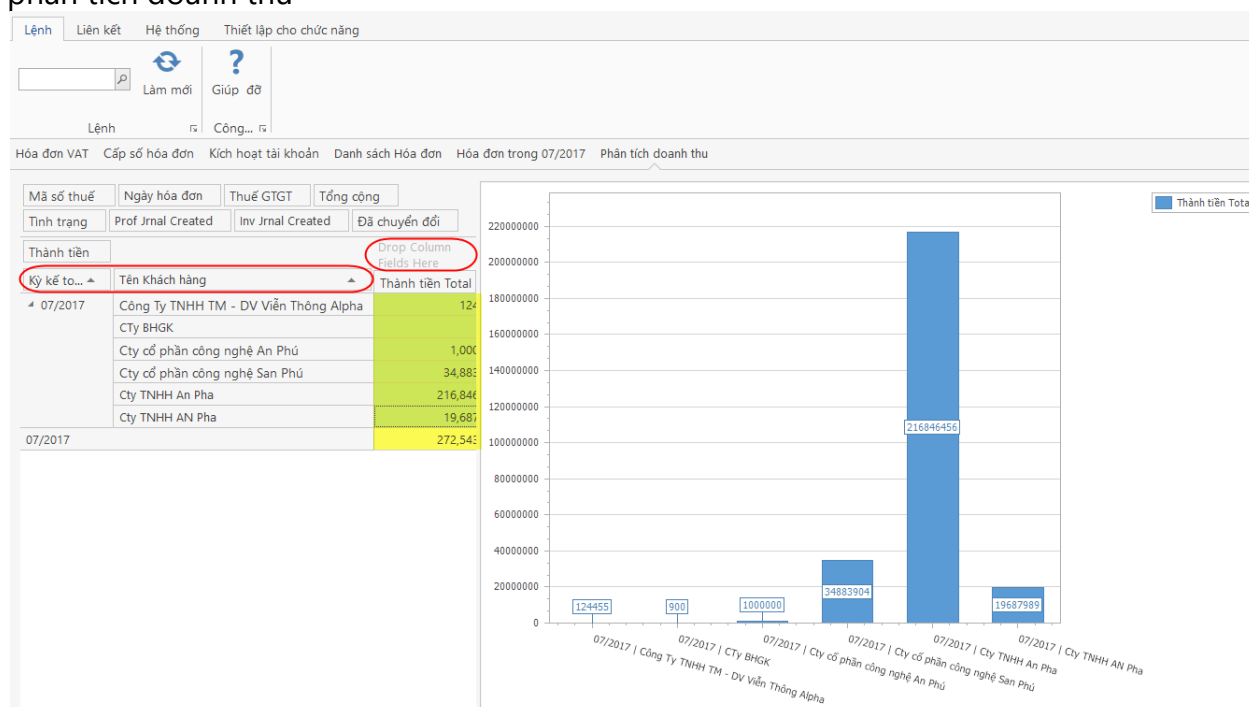 phân tích doanh thu
Lệnh Liên kết Hệ thống Thiết lập cho chức năng
Làm mới Giúp đỡ
Lệnh Công...
Hóa đơn VAT Cấp số hóa đơn Kích hoạt tài khoản Danh sách Hóa đơn Hóa đơn trong 07/2017 Phân tích doanh thu
Mã số thuế Ngày hóa đơn Thuế GTGT Tổng cộng
Tình trạng Prof Jrnal Created Inv Jrnal Created Đã chuyển đổi
Thành tiền Drop Column
Fields Here
Kỳ kế to... Tên Khách hàng Thành tiền Total
07/2017 Công Ty TNHH TM - DV Viễn Thông Alpha 124
CTy BHGK
Cty cổ phần công nghệ An Phú 1,000
Cty cổ phần công nghệ San Phú 34,883
Cty TNHH An Pha 216,846
Cty TNHH AN Pha 19,687
07/2017 272,543
Thành tiền Tota
220000000
200000000
180000000
160000000
140000000
120000000
100000000
80000000
60000000
40000000
20000000
0
124455 900 1000000 34883904 216846456 19687989
07/2017 | Công Ty TNHH TM - DV Viễn Thông Alpha
07/2017 | CTy BHGK
07/2017 | Cty cổ phần công nghệ An Phú
07/2017 | Cty cổ phần công nghệ San Phú
07/2017 | Cty TNHH An Pha
07/2017 | Cty TNHH AN Pha